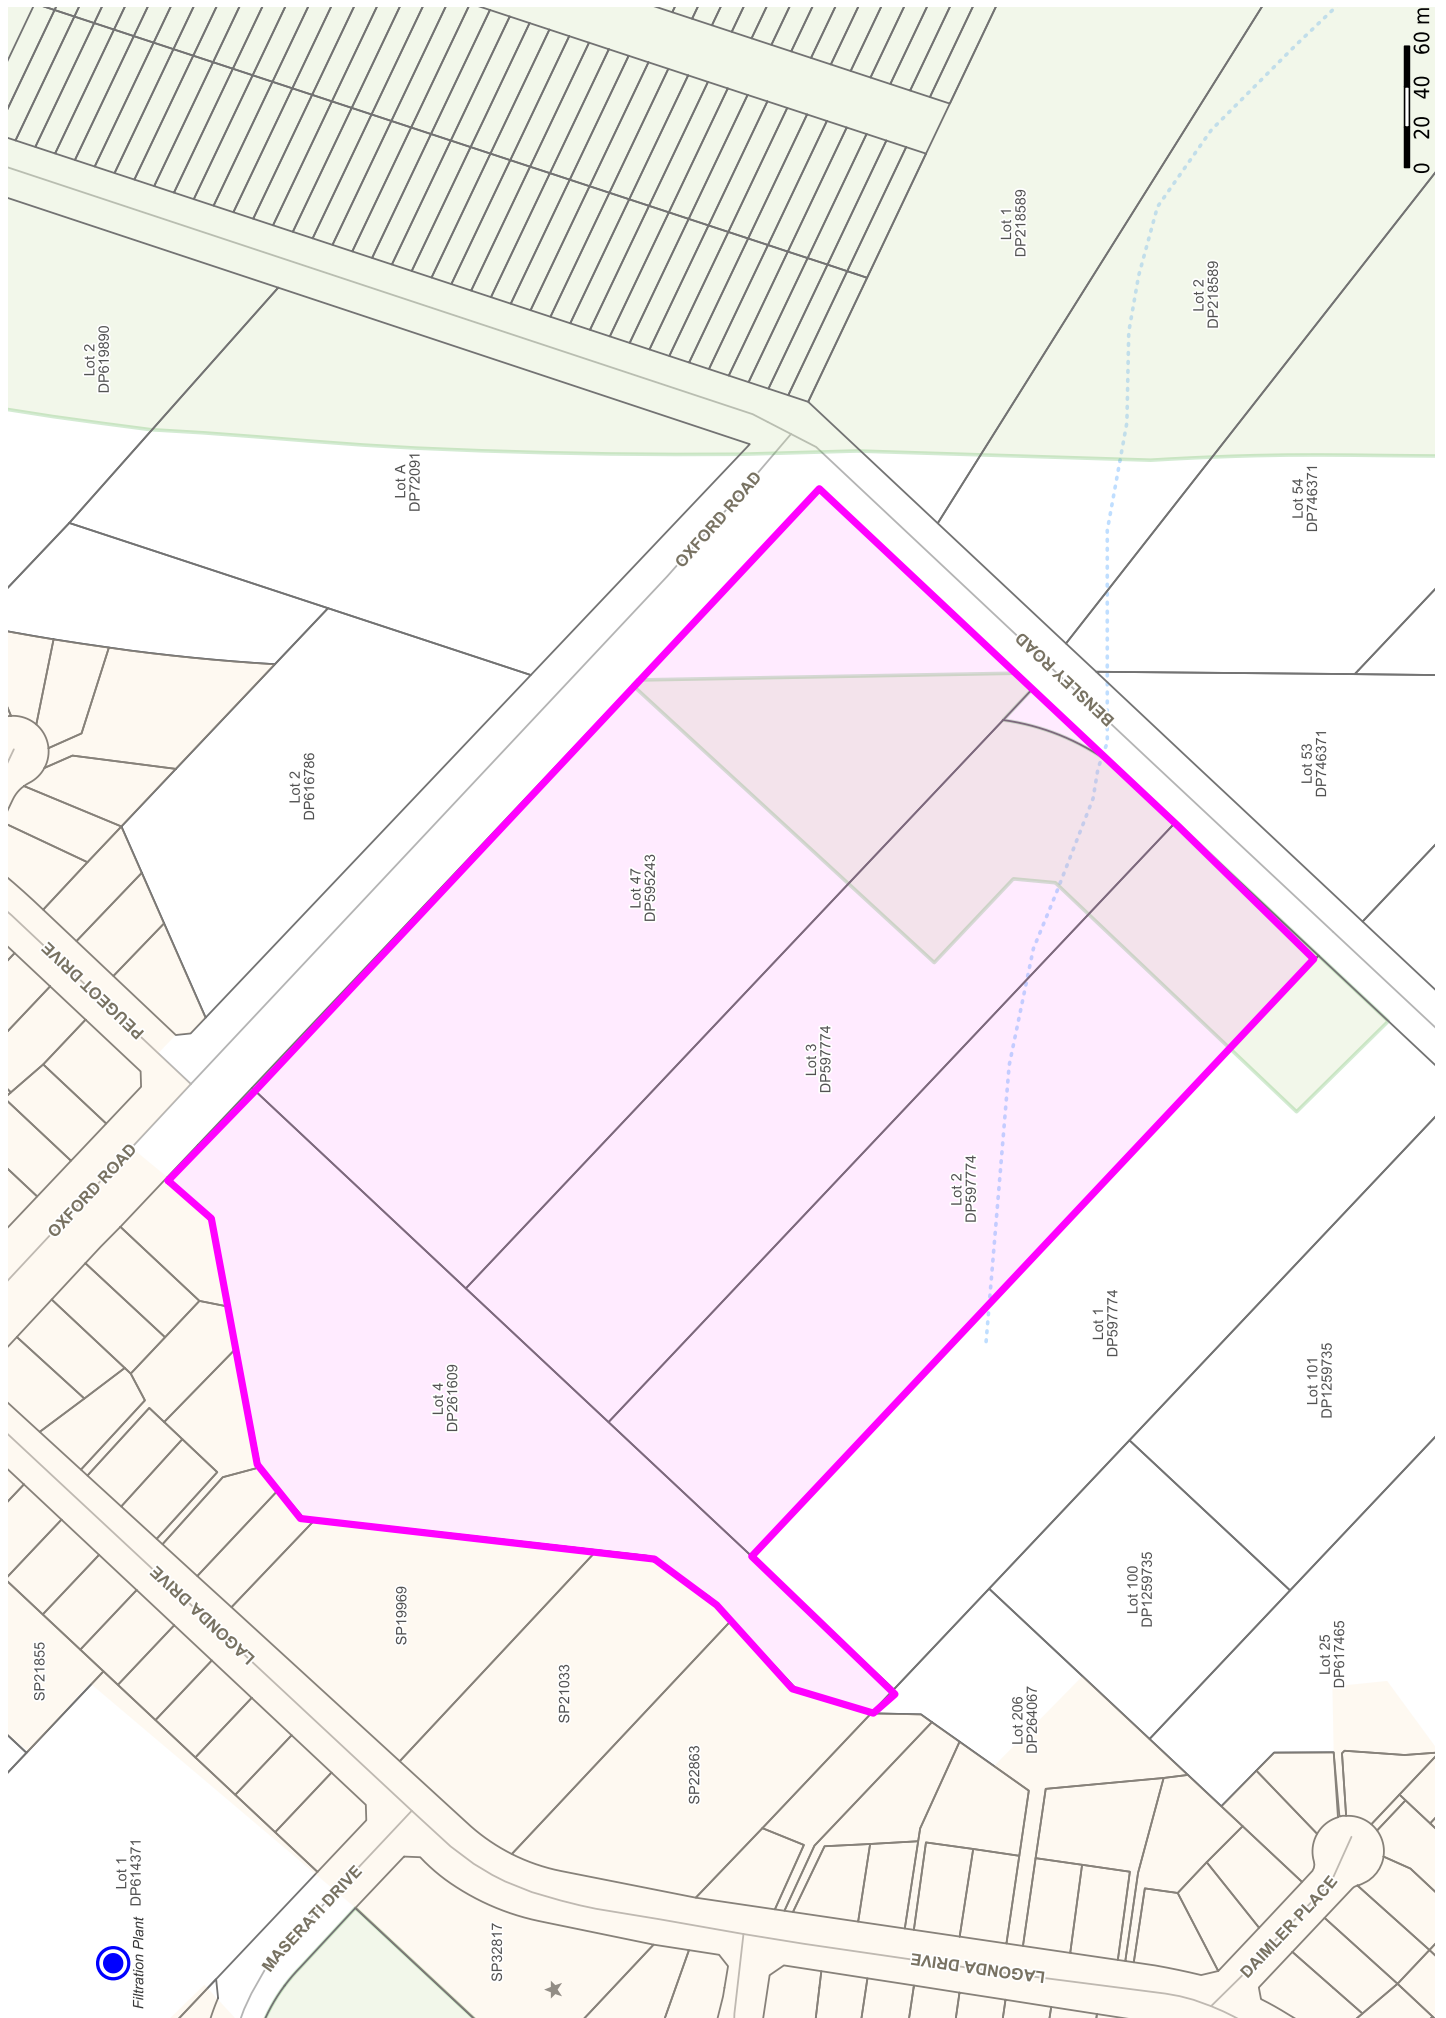 0 20 40 60 m
Lot 1
DP218589
Lot 2
DP218589
Lot 2
DP619890
Lot A
DP72091
OXFORD ROAD
Lot 54
DP746371
BENSLEY ROAD
Lot 53
DP746371
Lot 2
DP616786
Lot 47
DP595243
PEUGEOT DRIVE
Lot 3
DP597774
OXFORD ROAD
Lot 2
DP597774
Lot 1
DP597774
Lot 101
DP1259735
Lot 4
DP261609
LAGONDA DRIVE
SP19969
Lot 100
DP1259735
SP21855
SP21033
Lot 25
DP617465
Lot 206
DP264067
SP22863
Lot 1
DP614371
Filtration Plant
MASERATI DRIVE
SP32817
LAGONDA DRIVE
DAIMLER PLACE